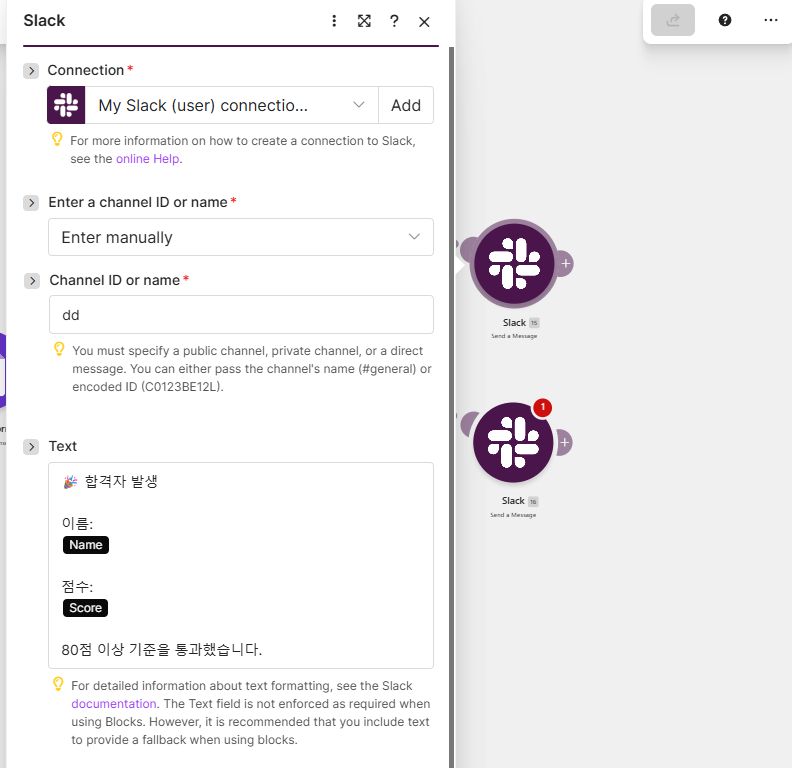 Slack
?
Connection*
My Slack (user) connectio...
Add
For more information on how to create a connection to Slack,
see the online Help.
Enter a channel ID or name*
Enter manually
Channel ID or name*
dd
You must specify a public channel, private channel, or a direct
message. You can either pass the channel's name (#general) or
encoded ID (C0123BE12L).
Text
🎉 합격자 발생
이름:
Name
점수:
Score
80점 이상 기준을 통과했습니다.
For detailed information about text formatting, see the Slack
documentation. The Text field is not enforced as required when
using Blocks. However, it is recommended that you include text
to provide a fallback when using blocks.
?
Slack 15
Send a Message
1
Slack 16
Send a Message